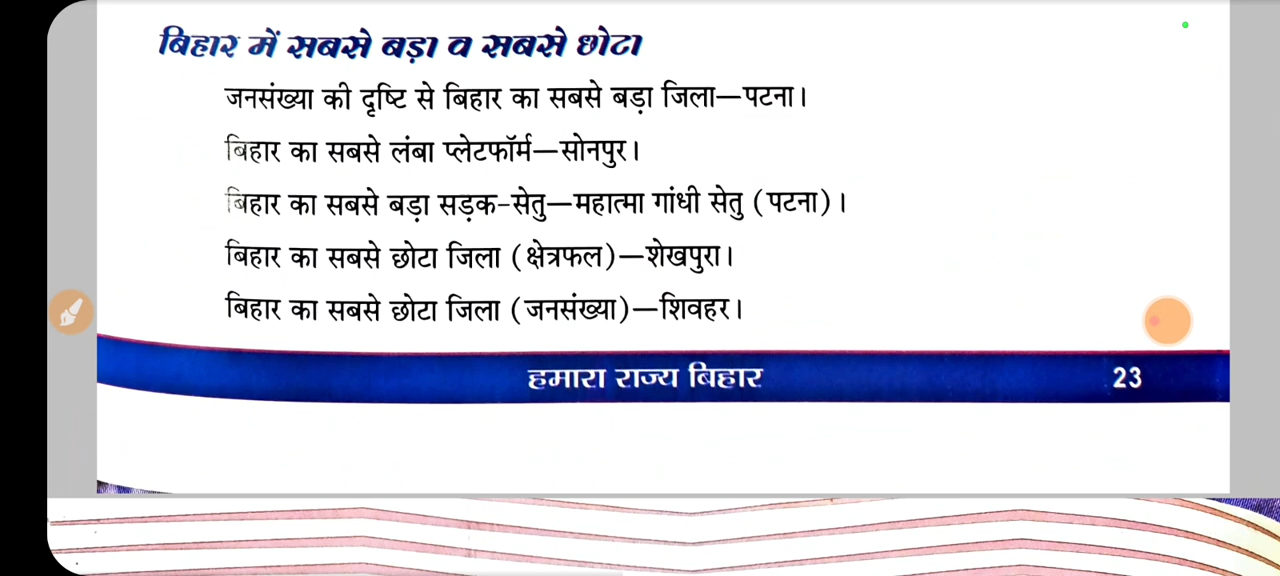 बिहार में सबसे बड़ा व सबसे छोटा
जनसंख्या की दृष्टि से बिहार का सबसे बड़ा जिला—पटना।
बिहार का सबसे लंबा प्लेटफॉर्म—सोनपुर।
बिहार का सबसे बड़ा सड़क-सेतु—महात्मा गांधी सेतु (पटना)।
बिहार का सबसे छोटा जिला (क्षेत्रफल)—शेखपुरा।
बिहार का सबसे छोटा जिला (जनसंख्या)—शिवहर।
हमारा राज्य बिहार 23